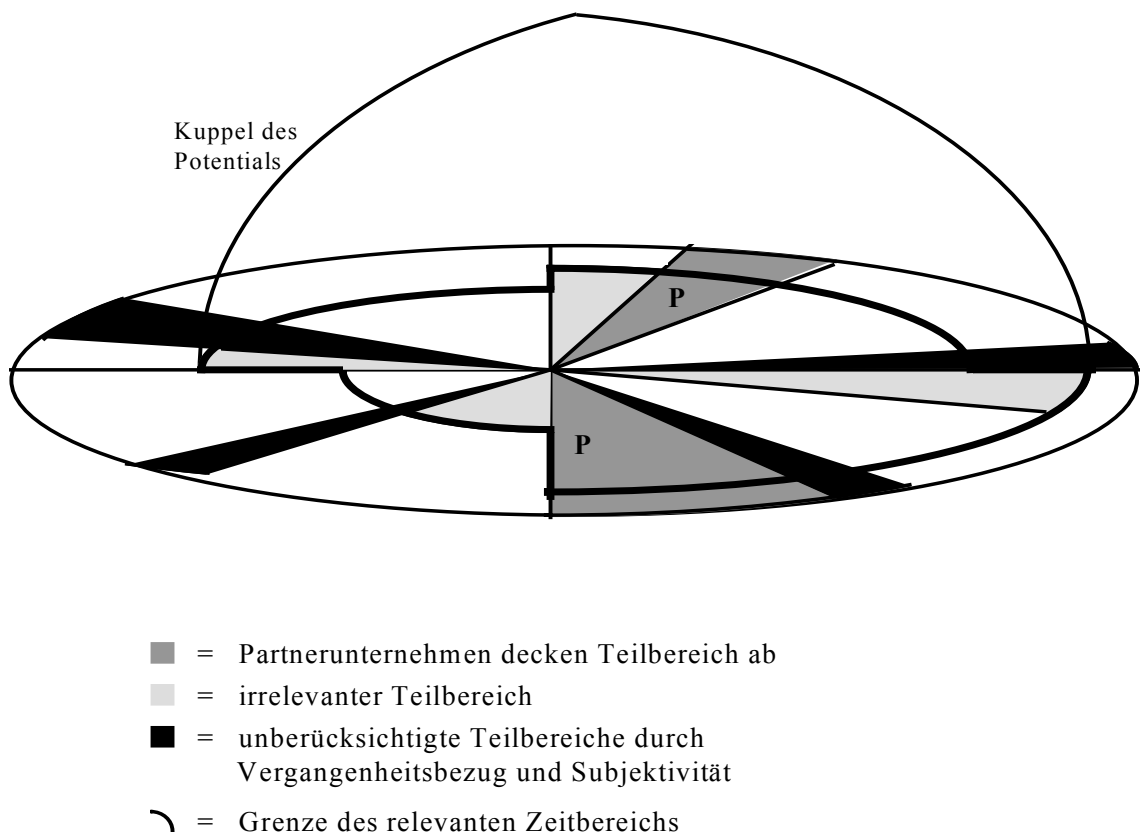 Kuppel des
Potentials
P
P
= Partnerunternehmen decken Teilbereich ab
= irrelevanter Teilbereich
= unberücksichtigte Teilbereiche durch
Vergangenheitsbezug und Subjektivität
= Grenze des relevanten Zeitbereichs